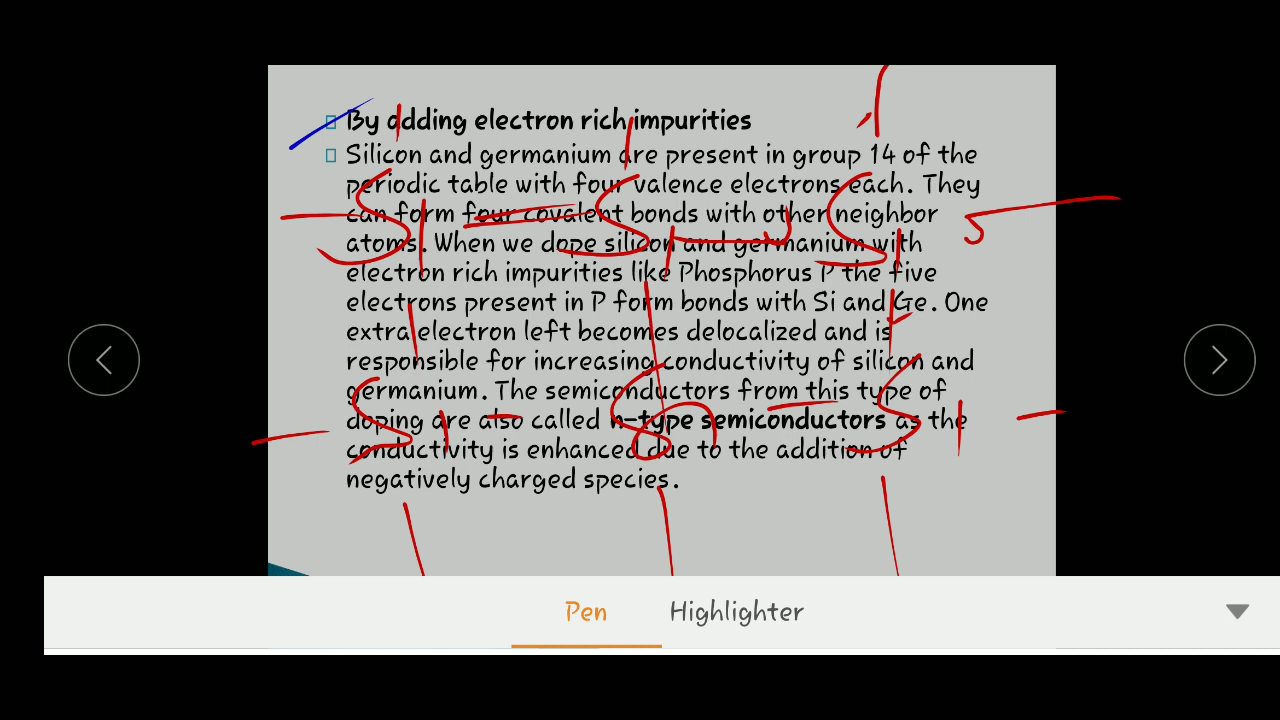 By adding electron rich impurities
Silicon and germanium are present in group 14 of the
periodic table with four valence electrons each. They
can form four covalent bonds with other neighbor
atoms. When we dope silicon and germanium with
electron rich impurities like Phosphorus P the five
electrons present in P form bonds with Si and Ge. One
extra electron left becomes delocalized and is
responsible for increasing conductivity of silicon and
germanium. The semiconductors from this type of
doping are also called n-type semiconductors as the
conductivity is enhanced due to the addition of
negatively charged species.
Pen Highlighter